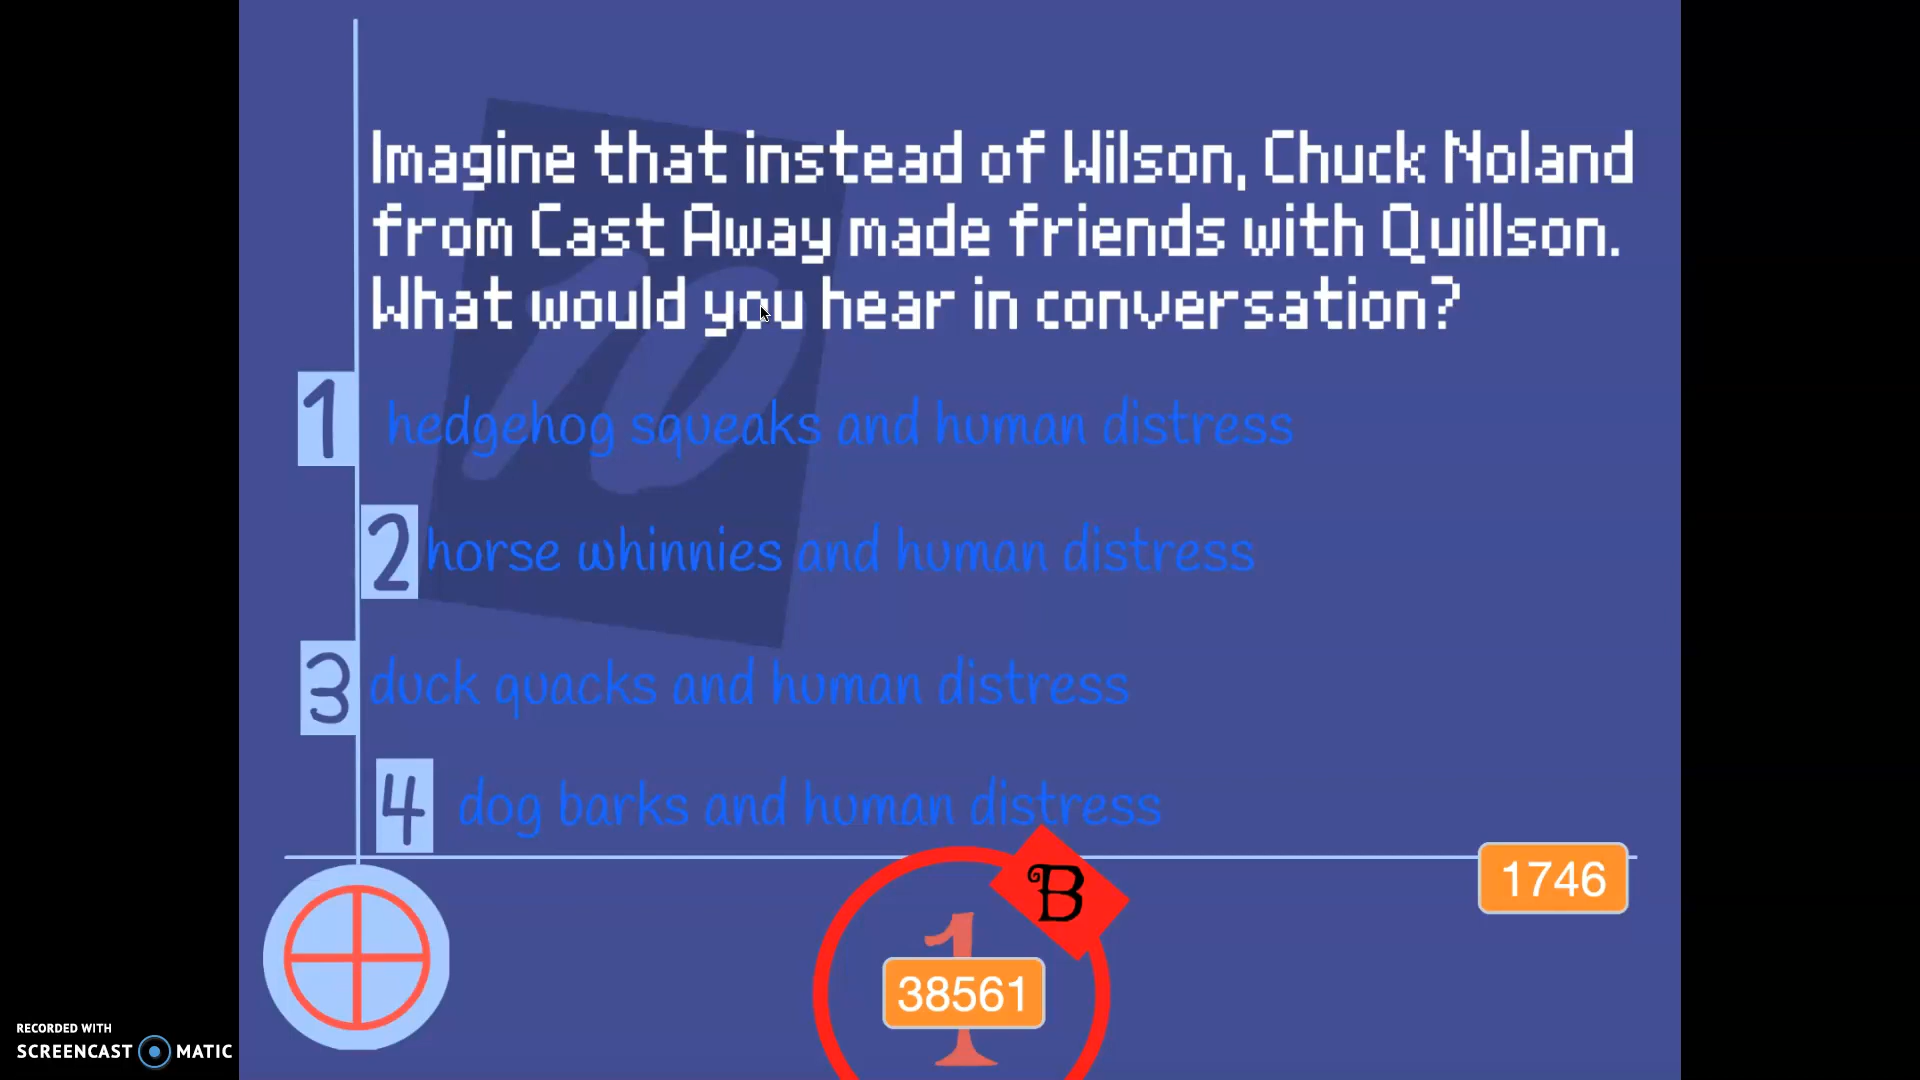 Imagine that instead of Wilson, Chuck Noland
from Cast Away made friends with Quillson.
What would you hear in conversation?
1 hedgehog squeaks and human distress
2 horse whinnies and human distress
3 duck quacks and human distress
4 dog barks and human distress
10
1746
B
1
38561
RECORDED WITH
SCREENCAST MATIC